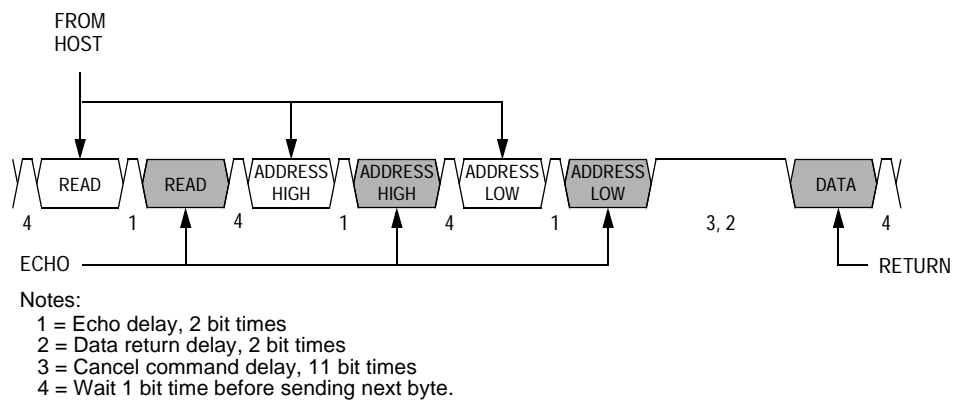 FROM
HOST
READ
READ
ADDRESS
HIGH
ADDRESS
HIGH
ADDRESS
LOW
ADDRESS
LOW
DATA
4 1 4 1 4 1 3, 2 4
ECHO
RETURN
Notes:
1 = Echo delay, 2 bit times
2 = Data return delay, 2 bit times
3 = Cancel command delay, 11 bit times
4 = Wait 1 bit time before sending next byte.